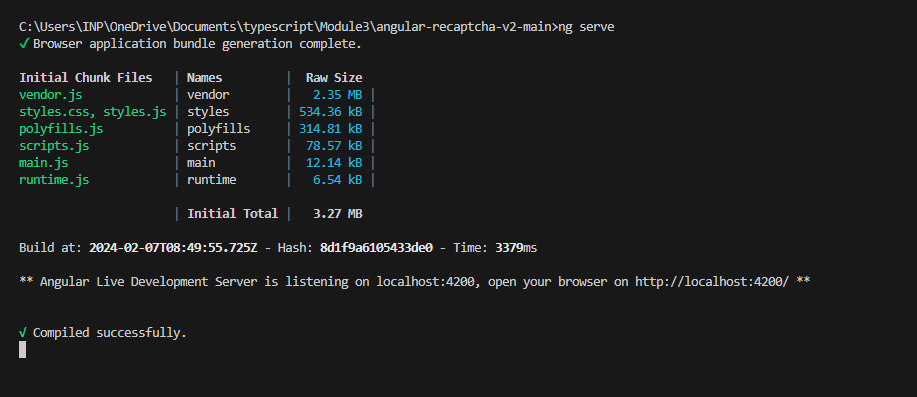 C:\Users\INP\OneDrive\Documents\typescript\Module3\angular-recaptcha-v2-main>ng serve
✓ Browser application bundle generation complete.
Initial Chunk Files | Names | Raw Size
vendor.js | vendor | 2.35 MB |
styles.css, styles.js | styles | 534.36 kB |
polyfills.js | polyfills | 314.81 kB |
scripts.js | scripts | 78.57 kB |
main.js | main | 12.14 kB |
runtime.js | runtime | 6.54 kB |
| Initial Total | 3.27 MB
Build at: 2024-02-07T08:49:55.725Z - Hash: 8d1f9a6105433de0 - Time: 3379ms
** Angular Live Development Server is listening on localhost:4200, open your browser on http://localhost:4200/ **
√ Compiled successfully.